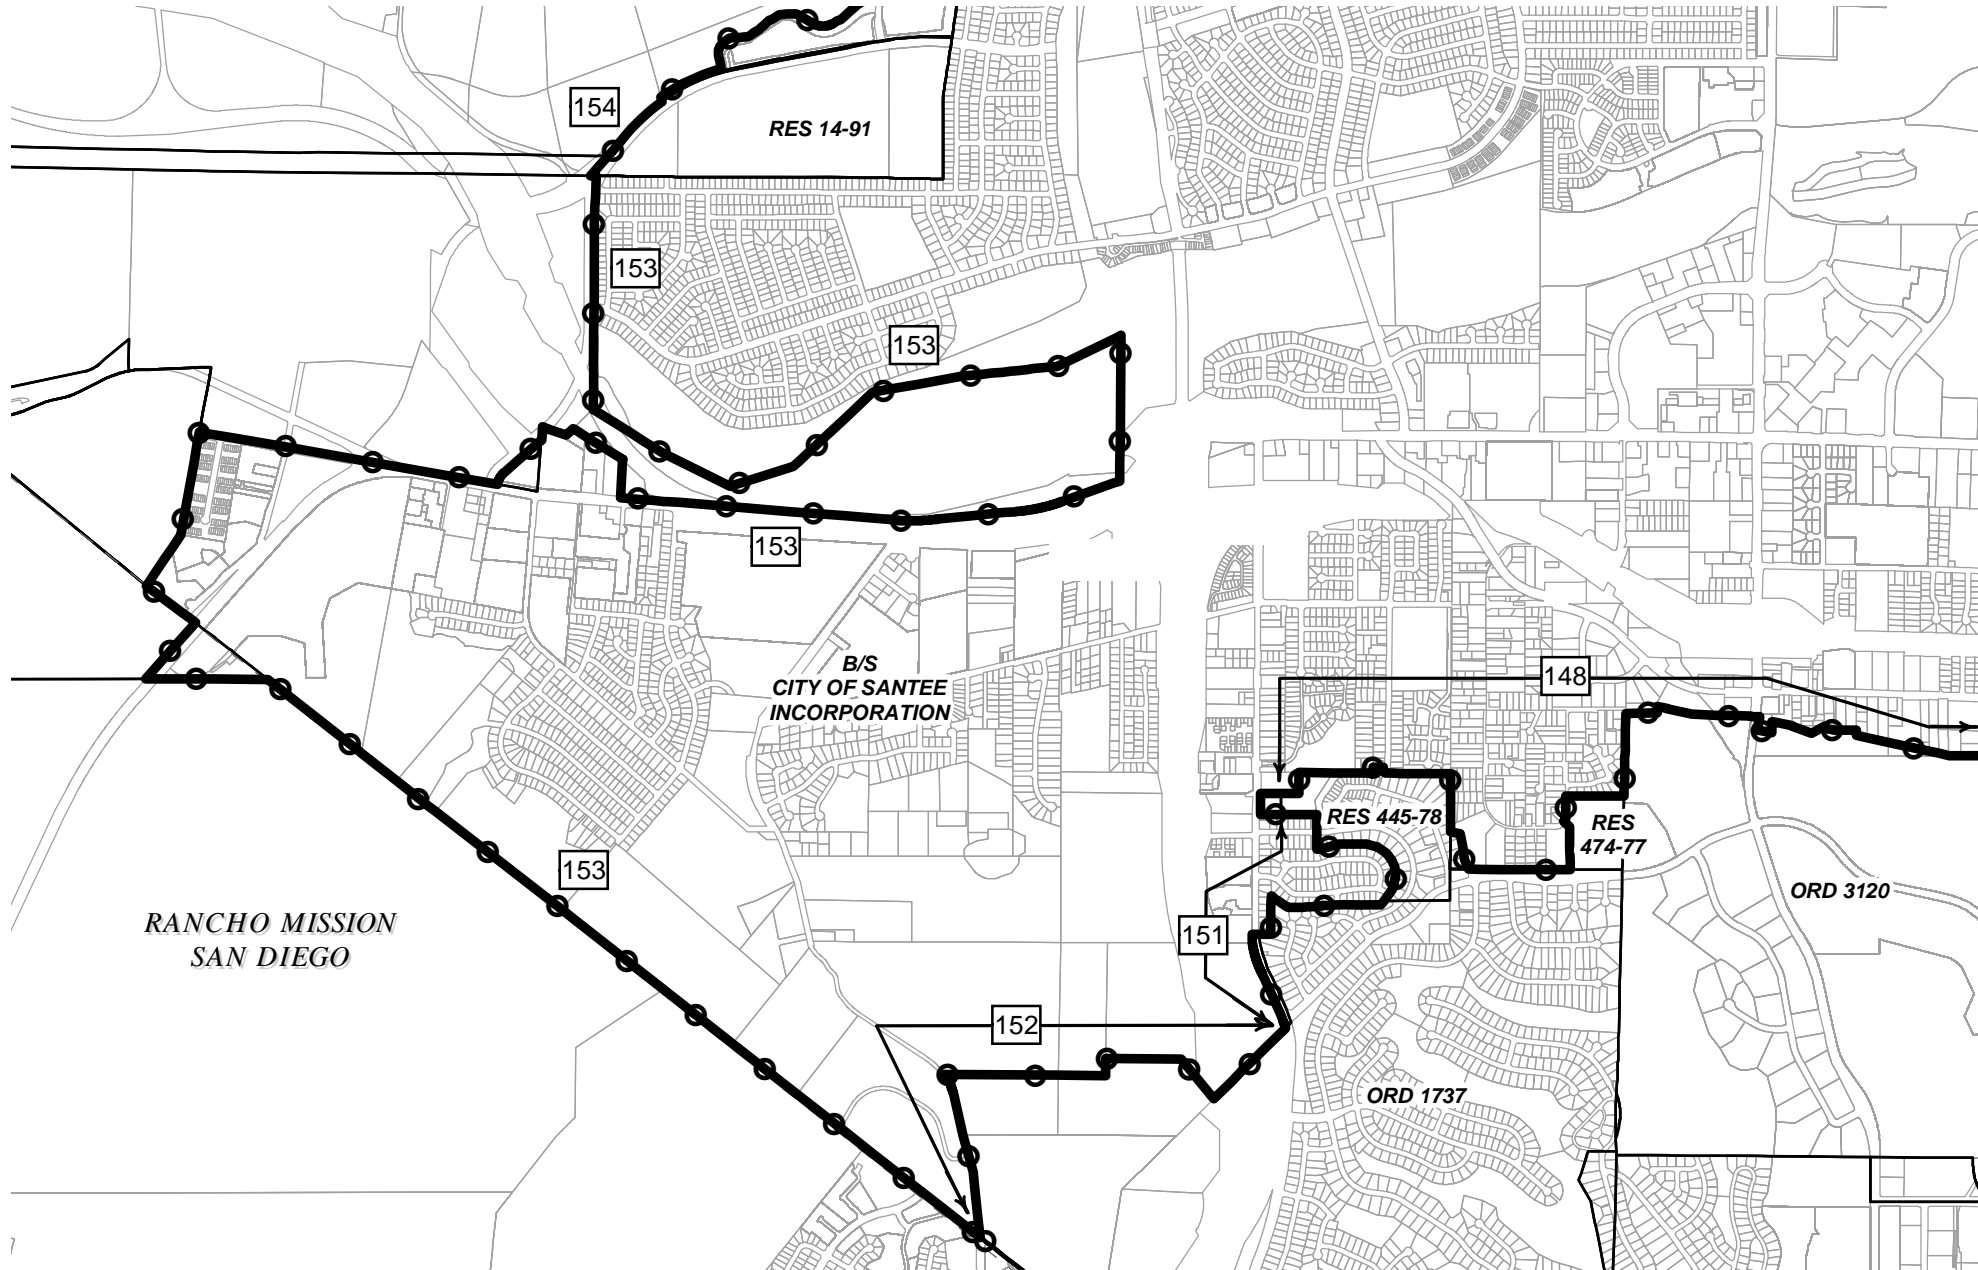 154
RES 14-91
153
153
153
B/S
CITY OF SANTEE
INCORPORATION
148
RES 445-78
RES
474-77
153
ORD 3120
RANCHO MISSION
SAN DIEGO
151
152
ORD 1737